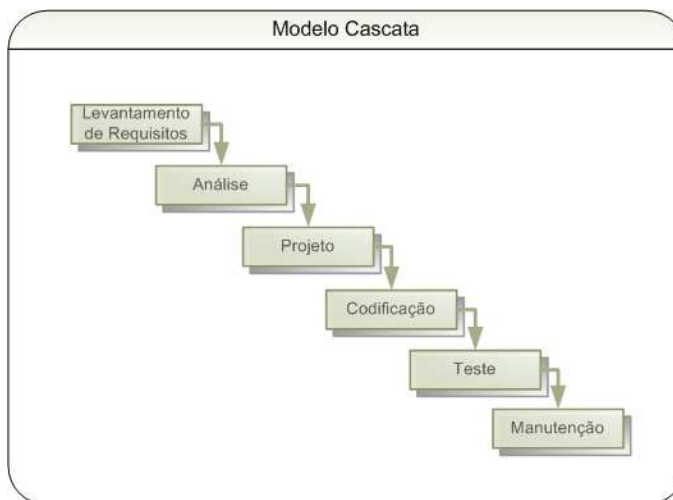 Modelo Cascata
Levantamento
de Requisitos
Análise
Projeto
Codificação
Teste
Manutenção